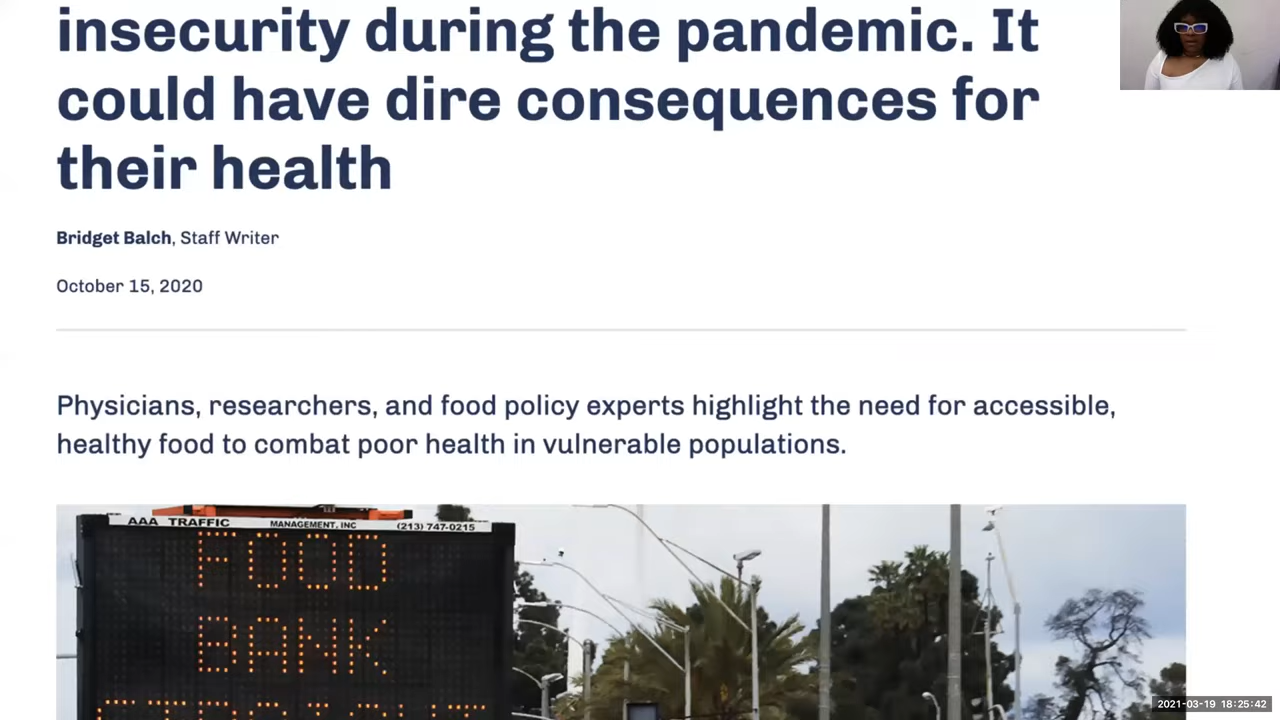 insecurity during the pandemic. It
could have dire consequences for
their health
Bridget Balch, Staff Writer
October 15, 2020
Physicians, researchers, and food policy experts highlight the need for accessible,
healthy food to combat poor health in vulnerable populations.
AAA TRAFFIC MANAGEMENT, INC (213) 747-0215
FOOD
BANK
2021-03-19 18:25:42